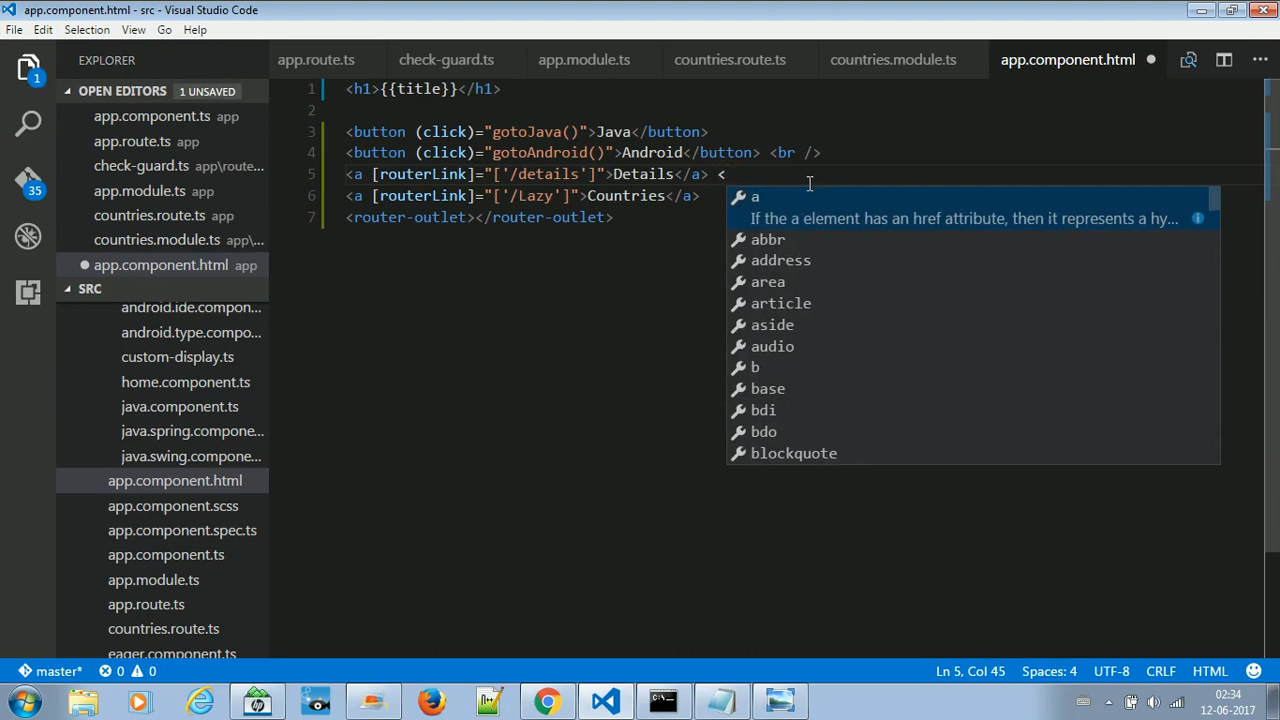 app.component.html - src - Visual Studio Code
File Edit Selection View Go Help
1
EXPLORER
app.route.ts check-guard.ts app.module.ts countries.route.ts countries.module.ts app.component.html
OPEN EDITORS 1 UNSAVED
app.component.ts app
app.route.ts app
check-guard.ts app\route...
app.module.ts app
countries.route.ts app
countries.module.ts app\...
app.component.html app
SRC
android.ide.compon...
android.type.compo...
custom-display.ts
home.component.ts
java.component.ts
java.spring.compone...
java.swing.compone...
app.component.html
app.component.scss
app.component.spec.ts
app.component.ts
app.module.ts
app.route.ts
countries.route.ts
eager.component.ts
35
1 <h1>{{title}}</h1>
2
3 <button (click)="gotoJava()">Java</button>
4 <button (click)="gotoAndroid()">Android</button> <br />
5 <a [routerLink]="['/details']">Details</a> <
6 <a [routerLink]="['/Lazy']">Countries</a>
7 <router-outlet></router-outlet>
a
If the a element has an href attribute, then it represents a hy...
abbr
address
area
article
aside
audio
b
base
bdi
bdo
blockquote
master* 0 0 Ln 5, Col 45 Spaces: 4 UTF-8 CRLF HTML
02:34
12-06-2017